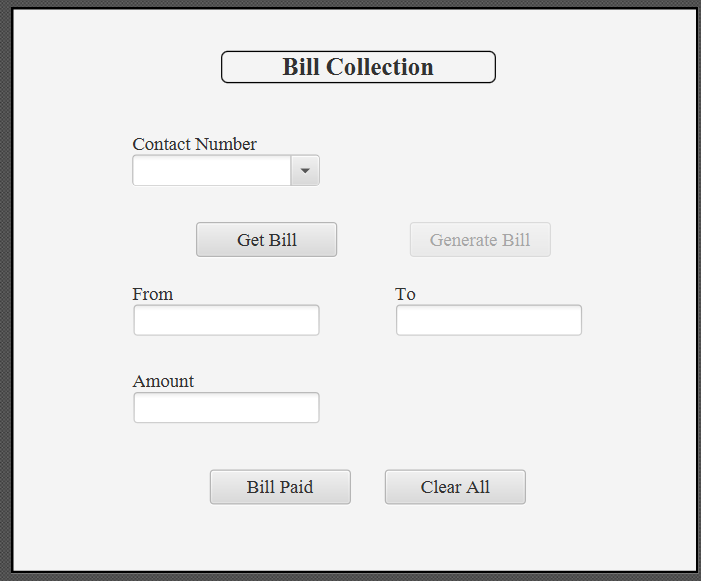 Bill Collection
Contact Number
Get Bill
Generate Bill
From
To
Amount
Bill Paid
Clear All